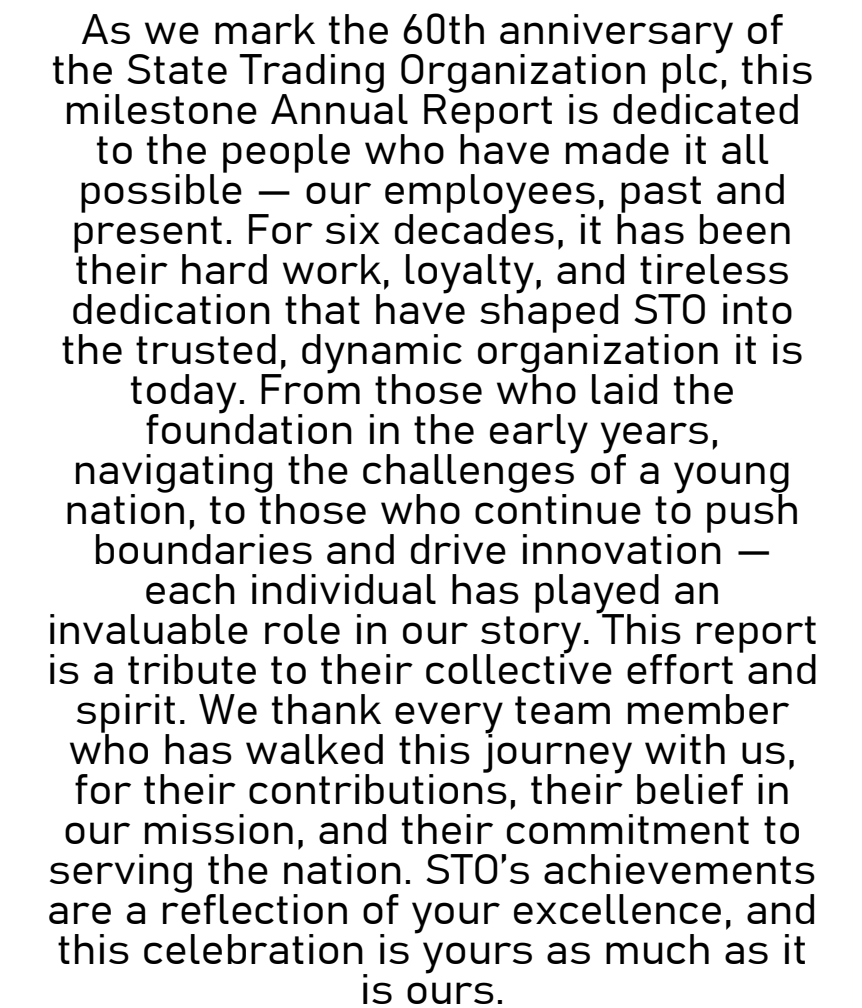 As we mark the 60th anniversary of
the State Trading Organization plc, this
milestone Annual Report is dedicated
to the people who have made it all
possible — our employees, past and
present. For six decades, it has been
their hard work, loyalty, and tireless
dedication that have shaped STO into
the trusted, dynamic organization it is
today. From those who laid the
foundation in the early years,
navigating the challenges of a young
nation, to those who continue to push
boundaries and drive innovation —
each individual has played an
invaluable role in our story. This report
is a tribute to their collective effort and
spirit. We thank every team member
who has walked this journey with us,
for their contributions, their belief in
our mission, and their commitment to
serving the nation. STO’s achievements
are a reflection of your excellence, and
this celebration is yours as much as it
is ours.